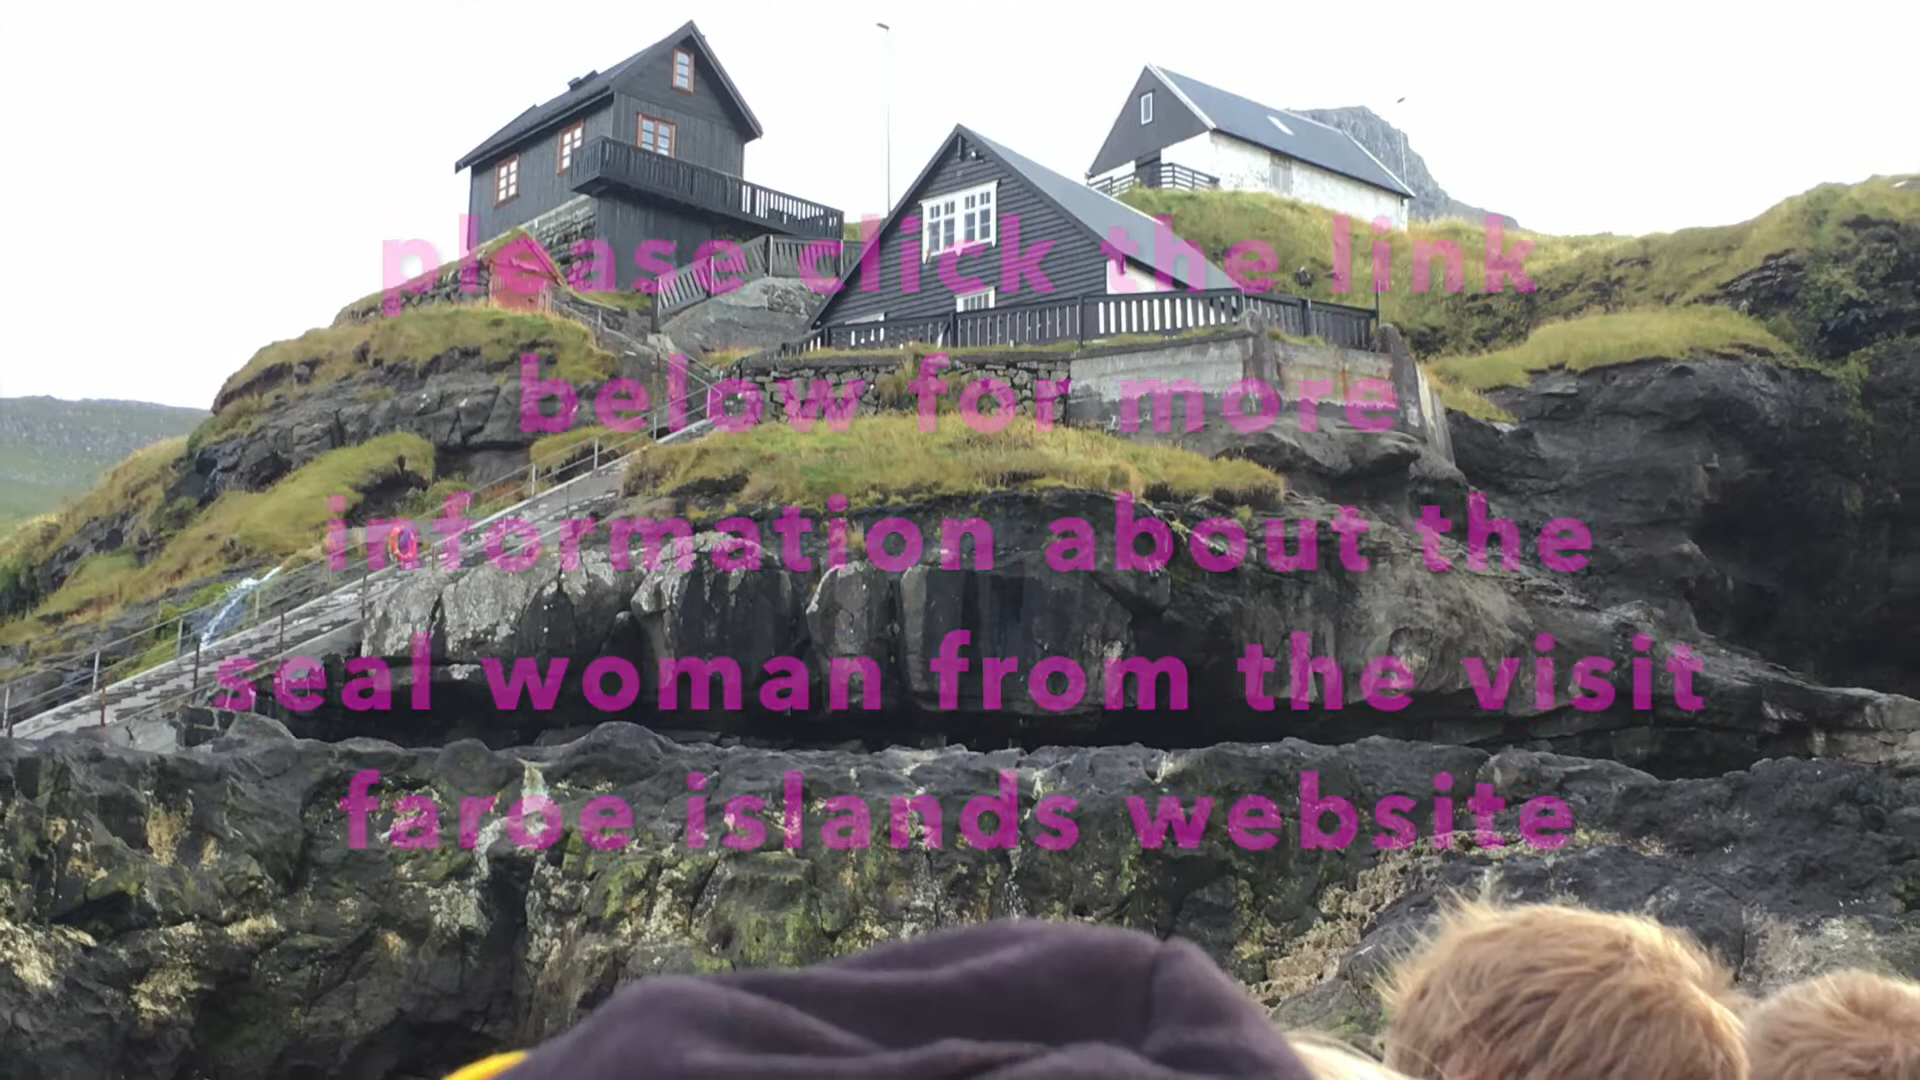 please click the link
below for more
information about the
seal woman from the visit
faroe islands website